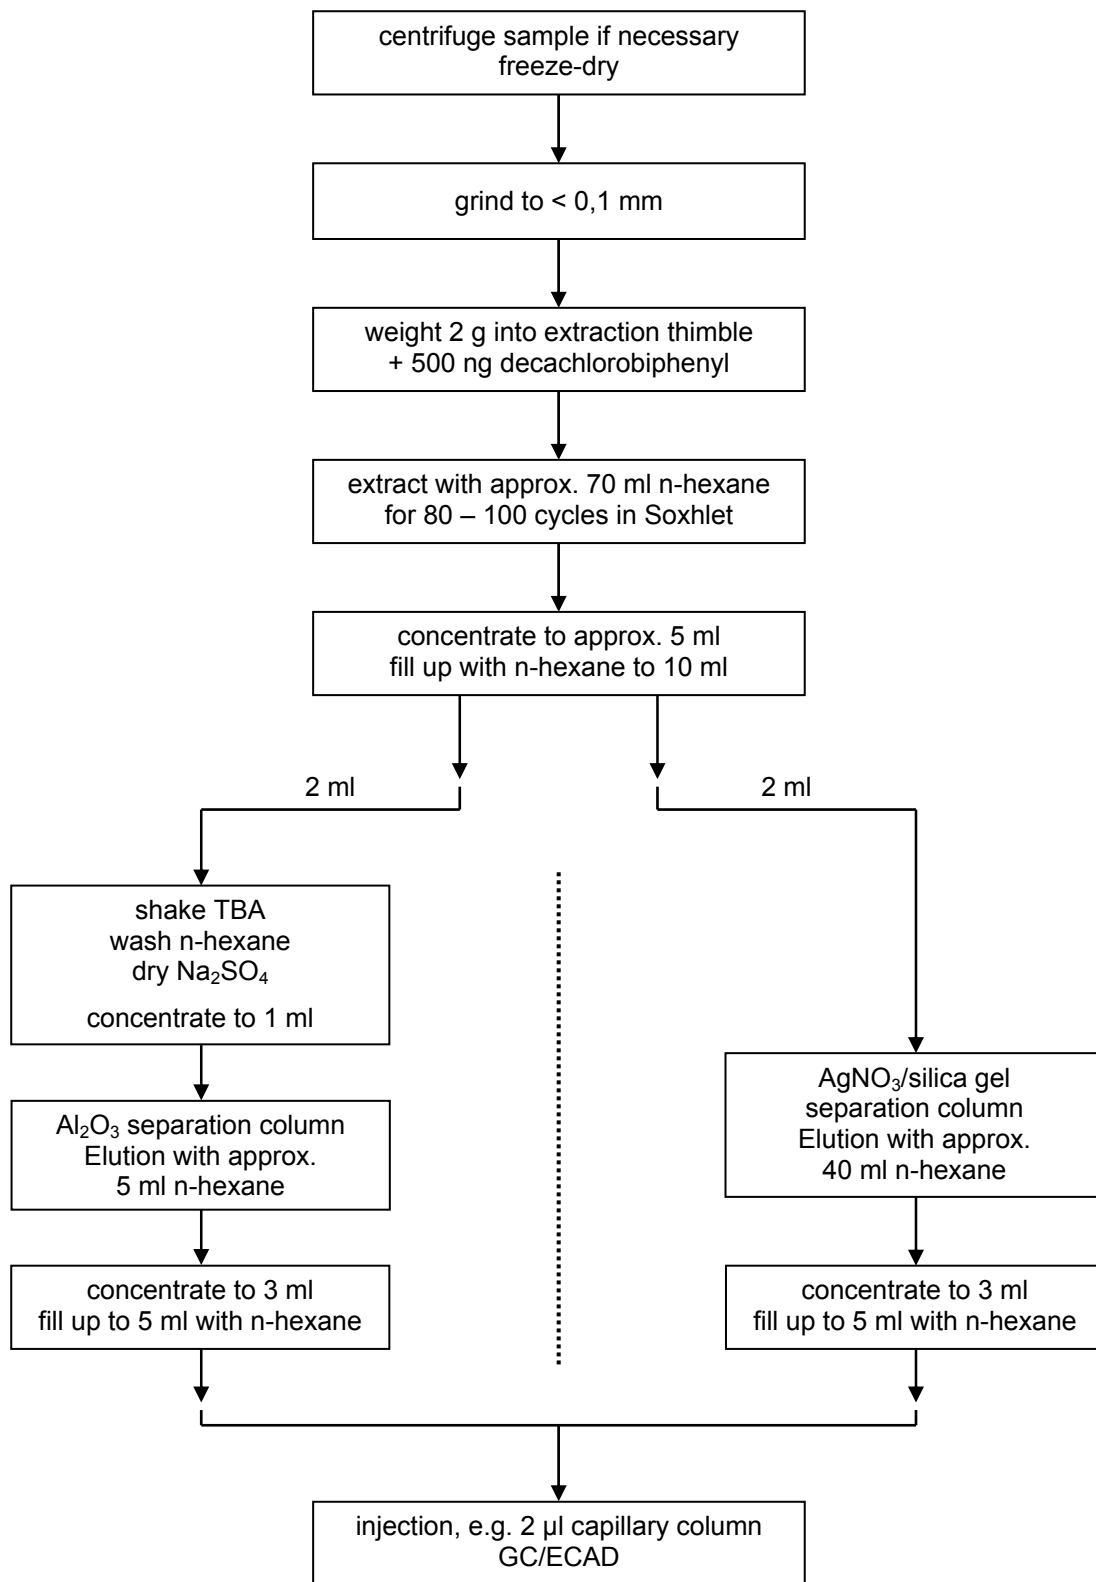 centrifuge sample if necessary
freeze-dry
grind to < 0,1 mm
weight 2 g into extraction thimble
+ 500 ng decachlorobiphenyl
extract with approx. 70 ml n-hexane
for 80 – 100 cycles in Soxhlet
concentrate to approx. 5 ml
fill up with n-hexane to 10 ml
2 ml
2 ml
shake TBA
wash n-hexane
dry Na₂SO₄
concentrate to 1 ml
Al₂O₃ separation column
Elution with approx.
5 ml n-hexane
concentrate to 3 ml
fill up to 5 ml with n-hexane
AgNO₃/silica gel
separation column
Elution with approx.
40 ml n-hexane
concentrate to 3 ml
fill up to 5 ml with n-hexane
injection, e.g. 2 µl capillary column
GC/ECAD